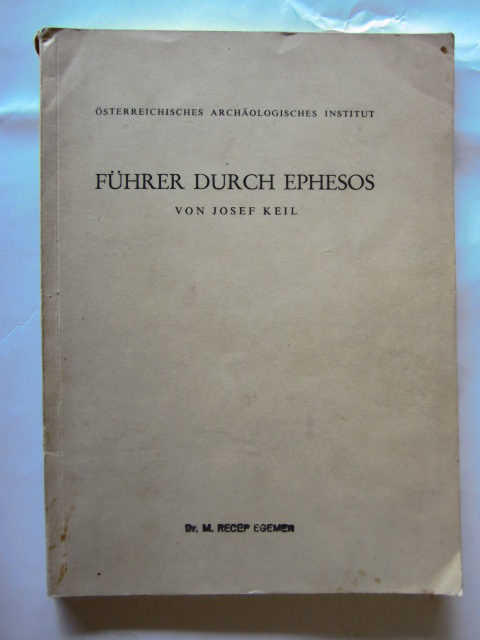 ÖSTERREICHISCHES ARCHÄOLOGISCHES INSTITUT
FÜHRER DURCH EPHESOS
VON JOSEF KEIL
Dr. M. RECEP EGEMEN